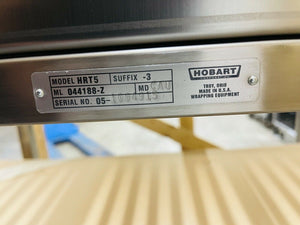 MODEL HRT5 SUFFIX -3
ML 044188-Z MD
SERIAL NO. 05-
HOBART
TROY, OHIO
MADE IN U.S.A.
WRAPPING EQUIPMENT